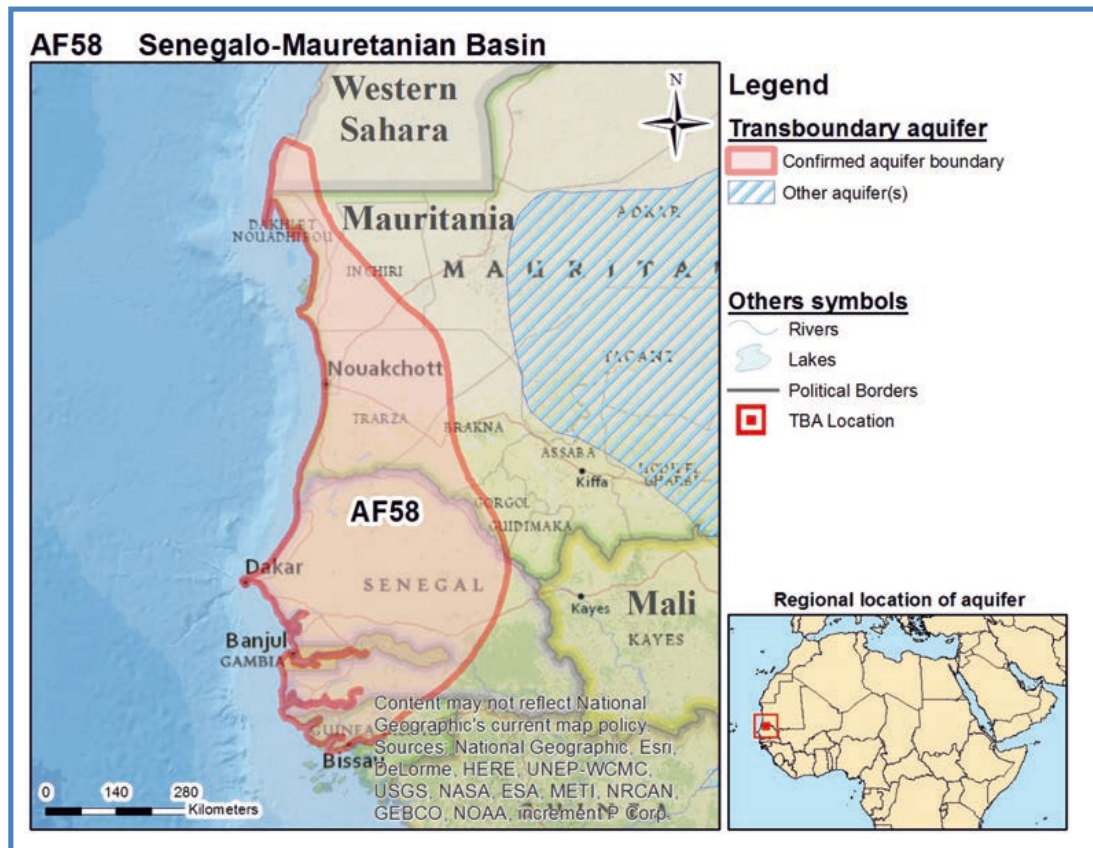 AF58 Senegalo-Mauretanian Basin
Western
Sahara
N
DAKHLET
NOUADHIBOU
Mauritania
ADRAR
INCHIRI
MAURITA
TAGANT
Nouakchott
TRARZA
BRAKNA
ASSABA
Kiffa
GORGOL
GUIDIMAKA
AF58
Dakar
SENEGAL
Kayes
Mali
KAYES
Banjul
GAMBIA
Bissau
Content may not reflect National
Geographic's current map policy
Sources: National Geographic, Esri,
DeLorme, HERE, UNEP-WCMC,
USGS, NASA, ESA, METI, NRCAN,
GEBCO, NOAA, increment P Corp.
0 140 280
Kilometers
Legend
Transboundary aquifer
Confirmed aquifer boundary
Other aquifer(s)
Others symbols
Rivers
Lakes
Political Borders
TBA Location
Regional location of aquifer